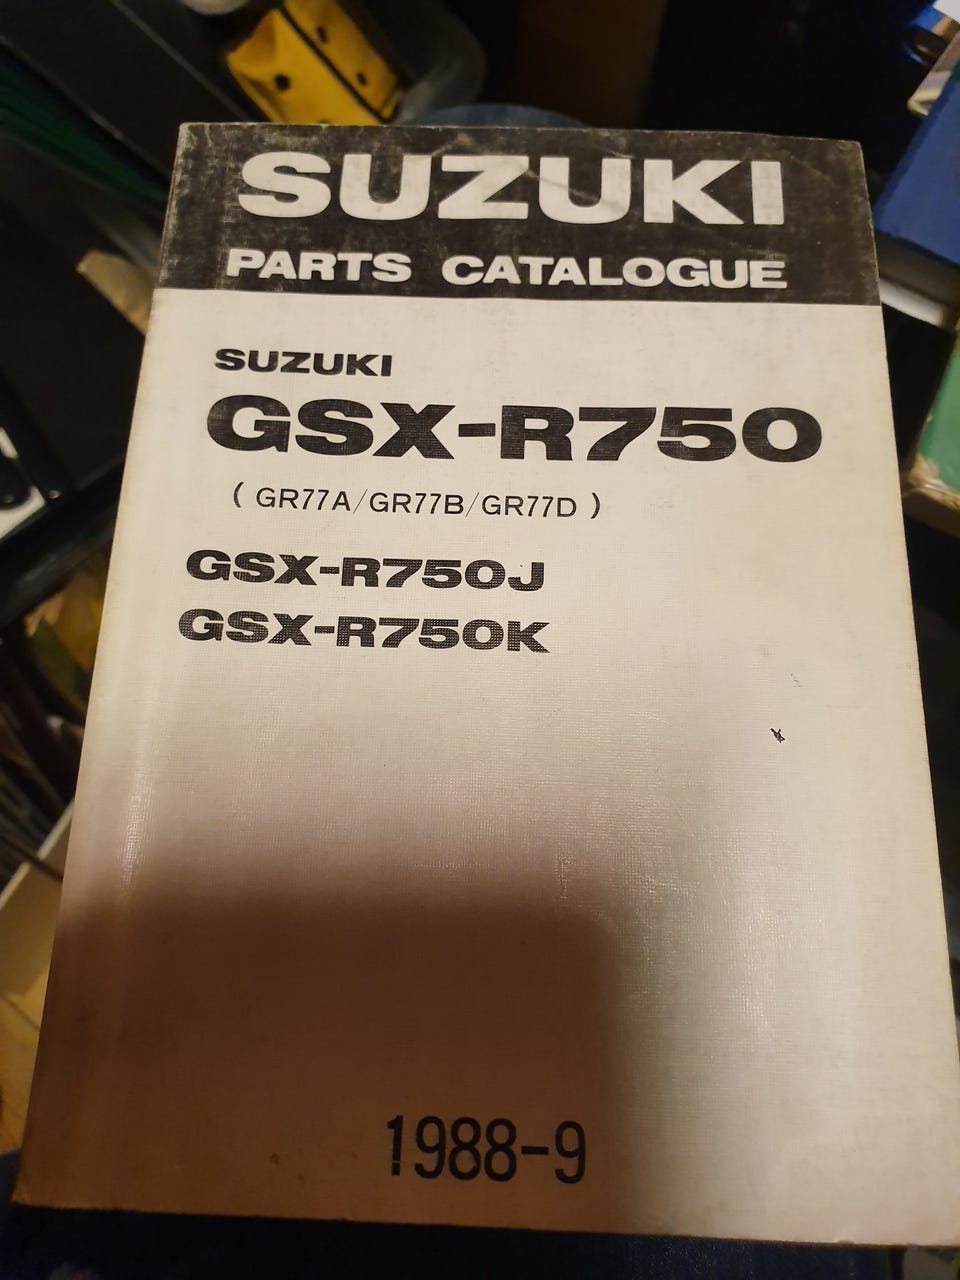 SUZUKI
PARTS CATALOGUE
SUZUKI
GSX-R750
( GR77A/GR77B/GR77D )
GSX-R750J
GSX-R750K
1988-9